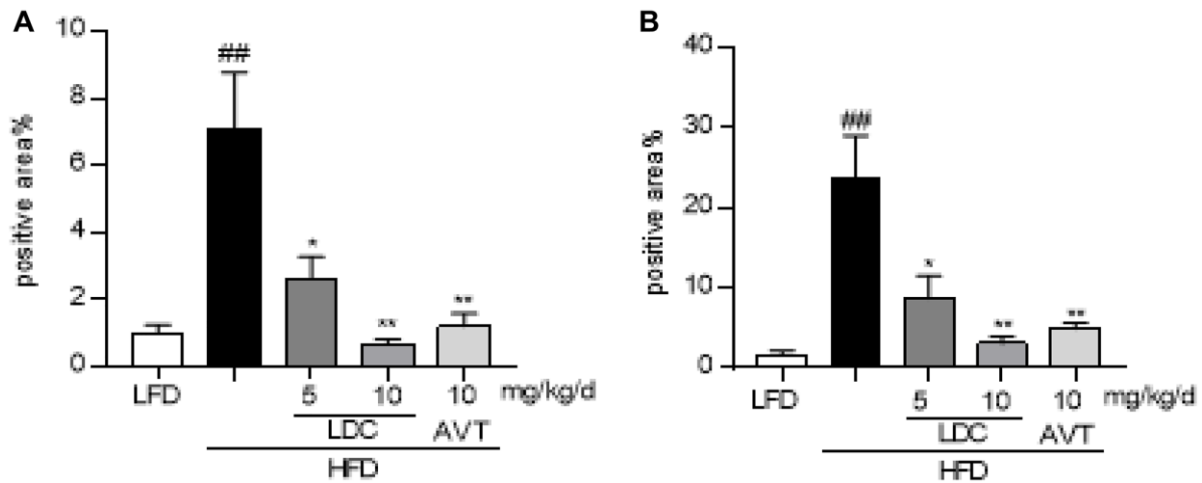 A
positive area%
10
8
6
4
2
0
##
*
**
**
LFD
5
10
10
mg/kg/d
LDC
AVT
HFD
B
positive area%
40
30
20
10
0
##
*
**
**
LFD
5
10
10
mg/kg/d
LDC
AVT
HFD